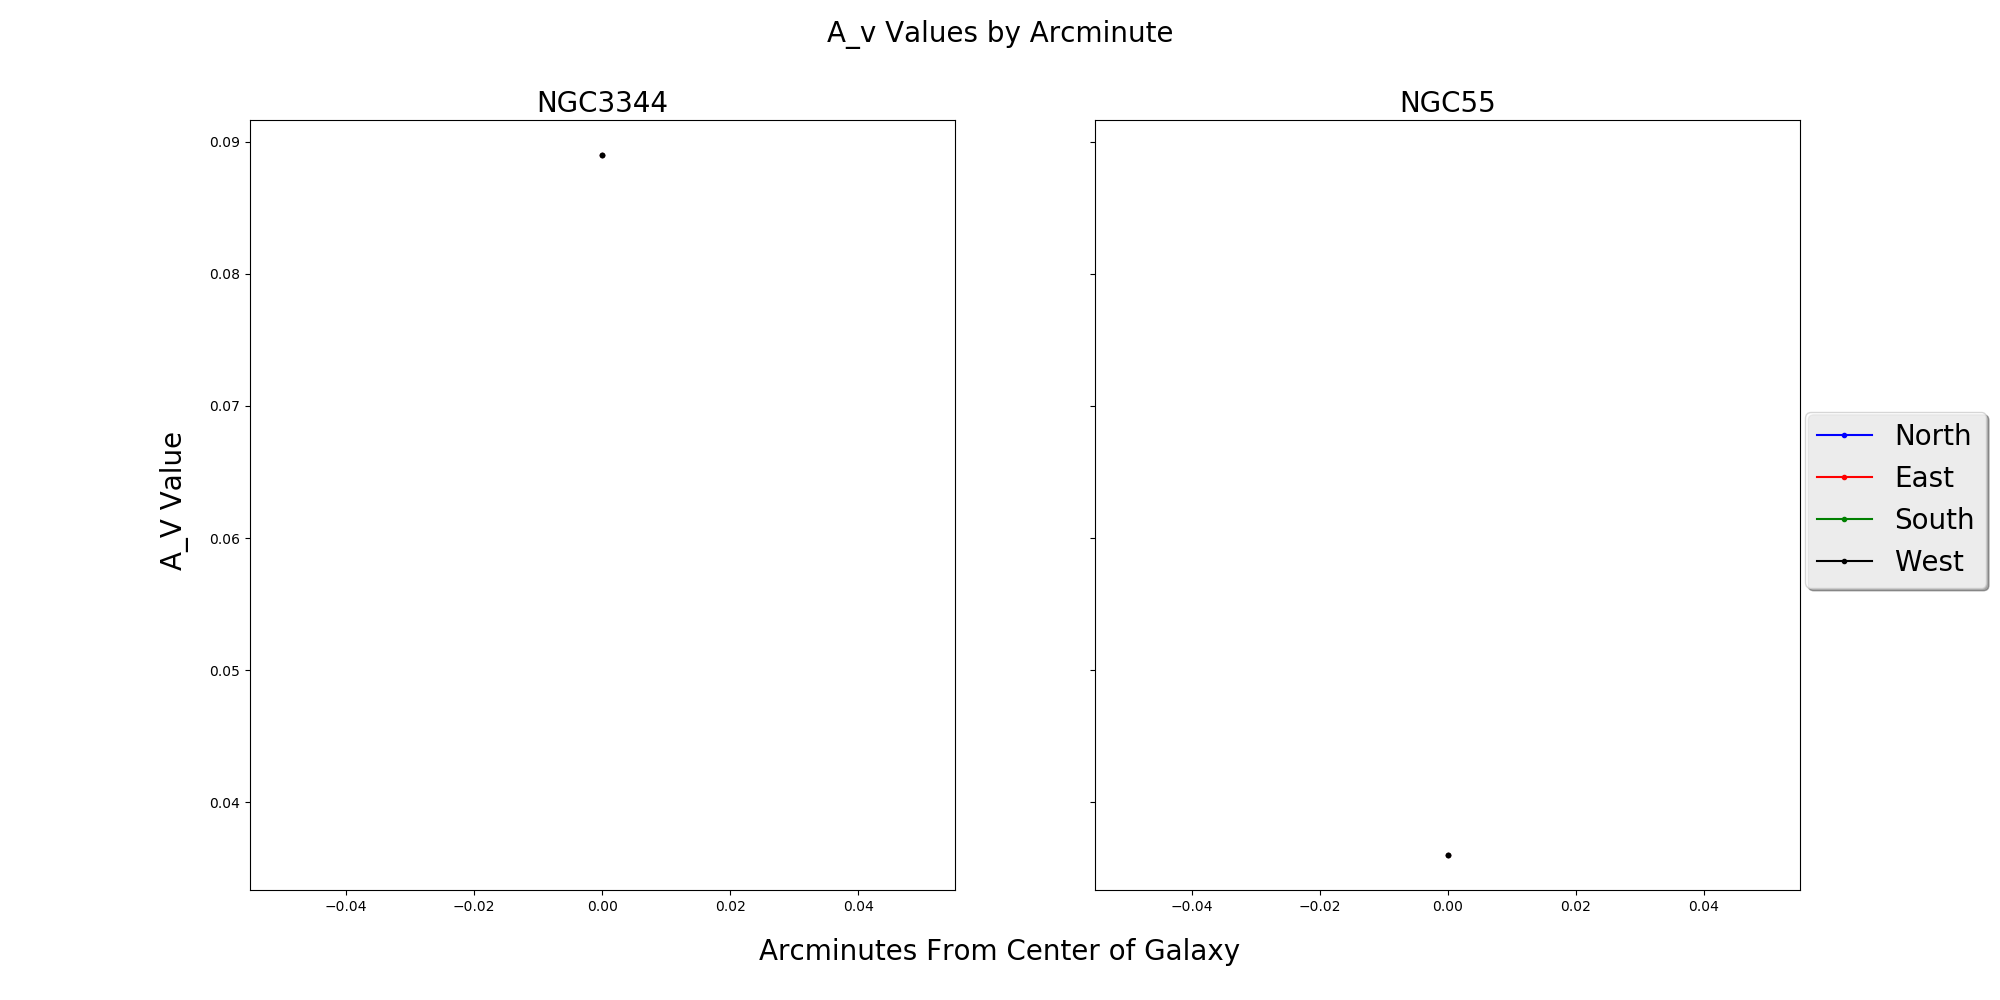 A_v Values by Arcminute
NGC3344
NGC55
0.09
0.08
0.07
0.06
0.05
0.04
A_V Value
−0.04 −0.02 0.00 0.02 0.04
−0.04 −0.02 0.00 0.02 0.04
Arcminutes From Center of Galaxy
North
East
South
West